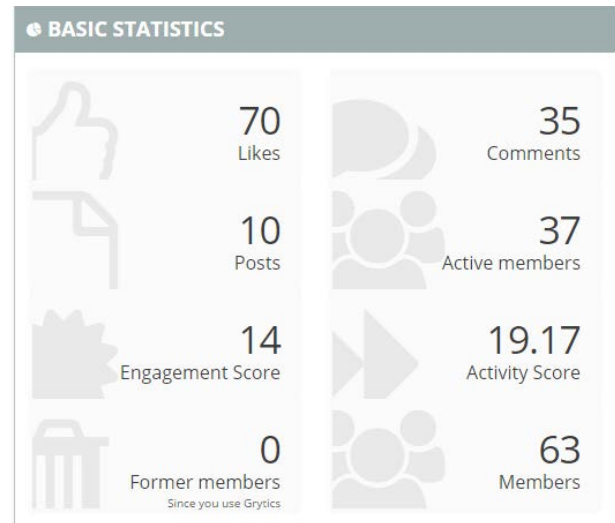 BASIC STATISTICS
70
Likes
35
Comments
10
Posts
37
Active members
14
Engagement Score
19.17
Activity Score
0
Former members
Since you use Grytics
63
Members